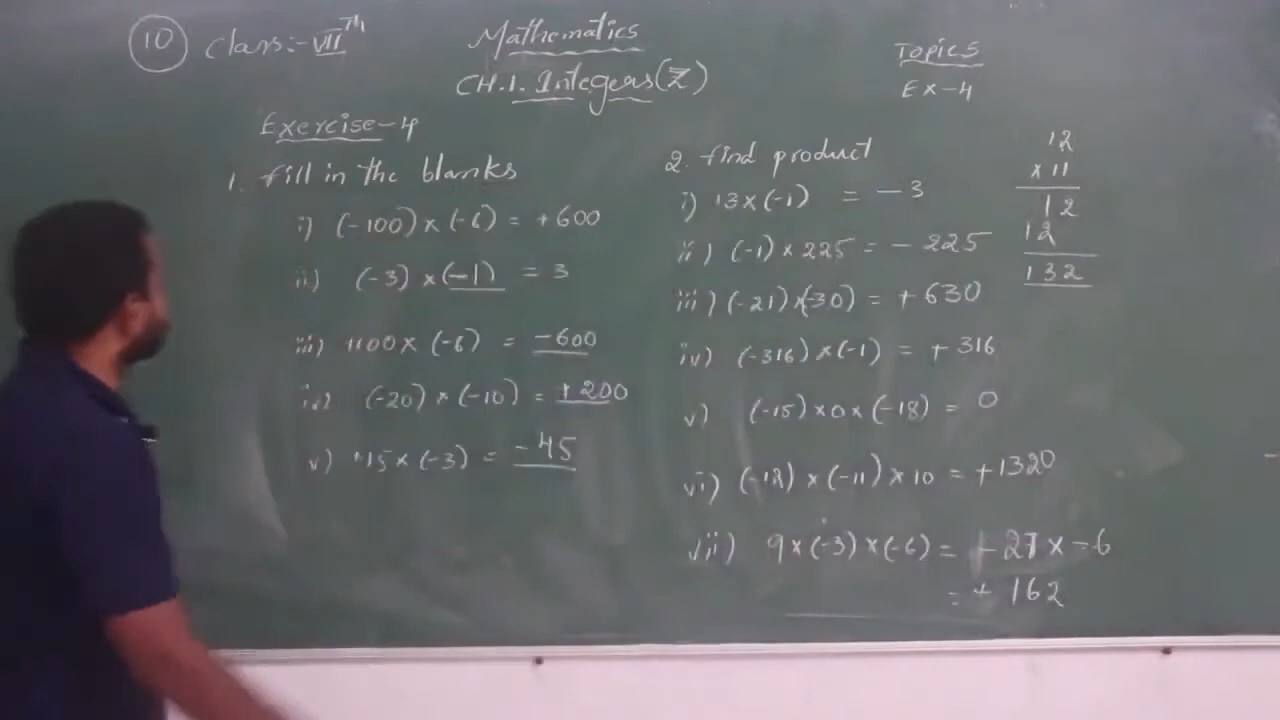 10 Class:- VIIth
Mathematics
CH.1. Integers(Z)
Topics
Ex-4
Exercise-4
1. Fill in the blanks
i) (-100)×(-6) = +600
ii) (-3) ×(-1) = 3
iii) 100× (-6) = -600
iv) (-20) × (-10) = +200
v) 15 × (-3) = -45
2. find product
i) 13×(-1) = -3
ii) (-1) × 225 = - 225
iii) (-21)×(-30) = +630
iv) (-316)×(-1) = + 316
v) (-15)×0×(-18) = 0
vi) (-12) × (-11) × 10 = +1320
vii) 9×(-3)×(-6) = -27 × -6
= + 162
12
×11
12
12
132